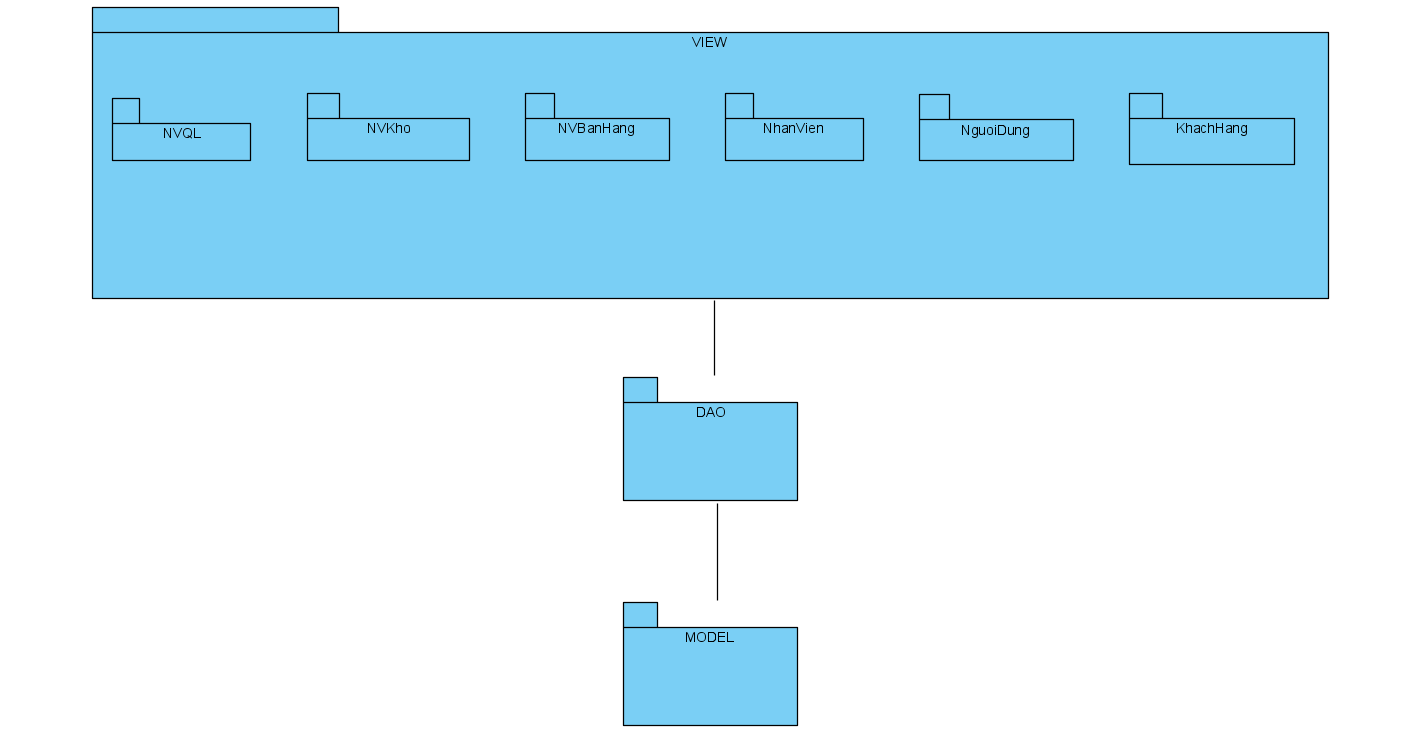 VIEW
NVQL
NVKho
NVBanHang
NhanVien
NguoiDung
KhachHang
DAO
MODEL